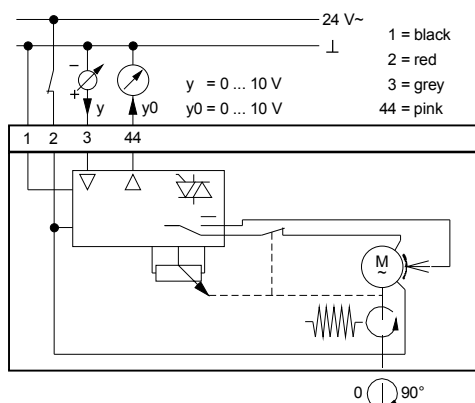 24 V~
⊥
1 = black
2 = red
3 = grey
44 = pink
y = 0 ... 10 V
y0 = 0 ... 10 V
–
+
y
y0
1 2 3 44
M
~
0 90°